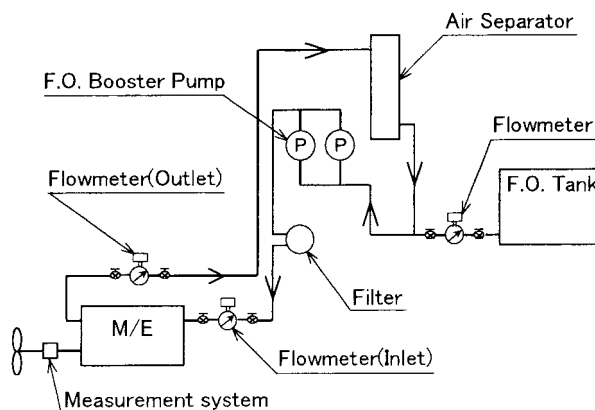 Air Separator
F.O. Booster Pump
P
P
Flowmeter
Flowmeter(Outlet)
F.O. Tank
Filter
M/E
Flowmeter(Inlet)
Measurement system